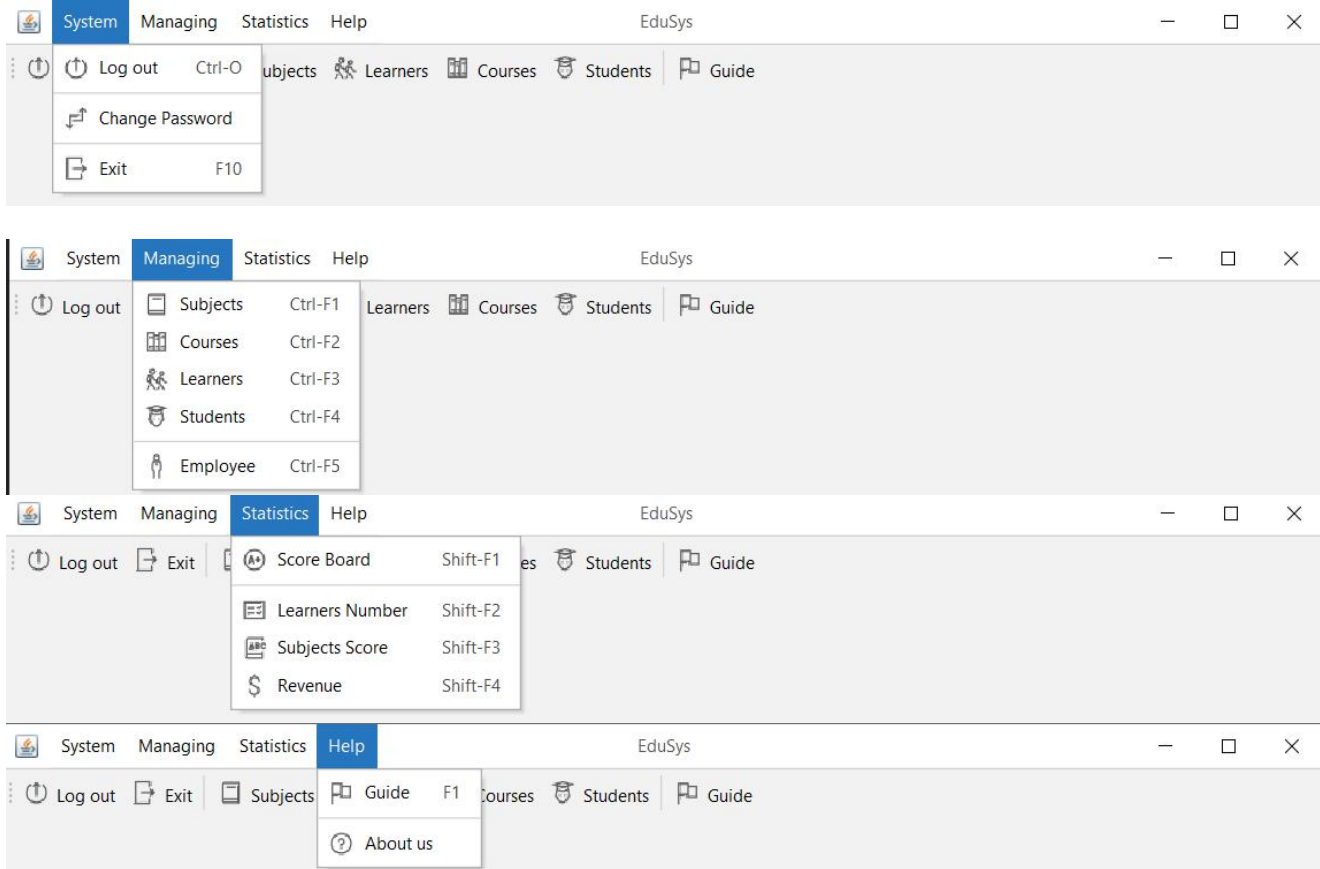 System Managing Statistics Help EduSys
Log out Ctrl-O ubjects Learners Courses Students Guide
Change Password
Exit F10
System Managing Statistics Help EduSys
Log out Subjects Ctrl-F1 Learners Courses Students Guide
Courses Ctrl-F2
Learners Ctrl-F3
Students Ctrl-F4
Employee Ctrl-F5
System Managing Statistics Help EduSys
Log out Exit Score Board Shift-F1 es Students Guide
Learners Number Shift-F2
ABC Subjects Score Shift-F3
$ Revenue Shift-F4
System Managing Statistics Help EduSys
Log out Exit Subjects Guide F1 Courses Students Guide
? About us